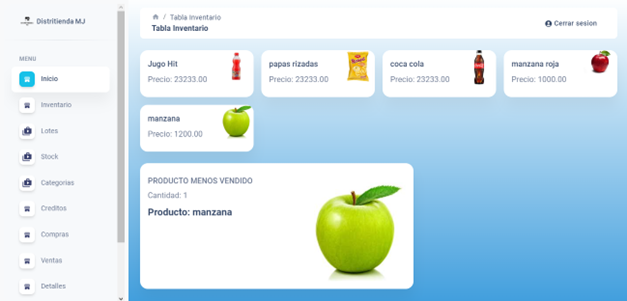 Distritienda MJ
MENU
Inicio
Inventario
Lotes
Stock
Categorias
Creditos
Compras
Ventas
Detalles
/ Tabla Inventario
Tabla Inventario
Cerrar sesion
Jugo Hit
Precio: 23233.00
papas rizadas
Precio: 23233.00
coca cola
Precio: 23233.00
manzana roja
Precio: 1000.00
manzana
Precio: 1200.00
PRODUCTO MENOS VENDIDO
Cantidad: 1
Producto: manzana